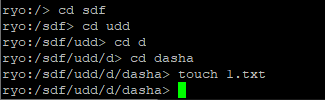 ryo:/> cd sdf
ryo:/sdf> cd udd
ryo:/sdf/udd> cd d
ryo:/sdf/udd/d> cd dasha
ryo:/sdf/udd/d/dasha> touch 1.txt
ryo:/sdf/udd/d/dasha>